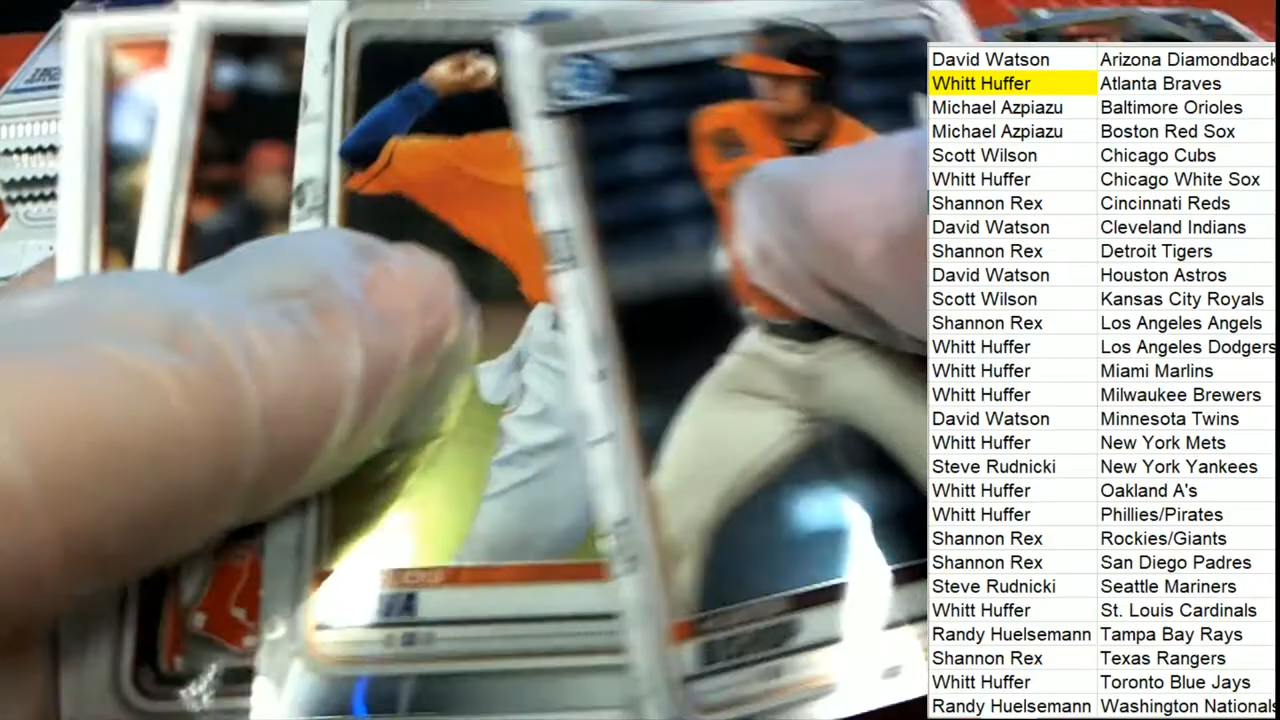 David Watson Arizona Diamondback
Whitt Huffer Atlanta Braves
Michael Azpiazu Baltimore Orioles
Michael Azpiazu Boston Red Sox
Scott Wilson Chicago Cubs
Whitt Huffer Chicago White Sox
Shannon Rex Cincinnati Reds
David Watson Cleveland Indians
Shannon Rex Detroit Tigers
David Watson Houston Astros
Scott Wilson Kansas City Royals
Shannon Rex Los Angeles Angels
Whitt Huffer Los Angeles Dodgers
Whitt Huffer Miami Marlins
Whitt Huffer Milwaukee Brewers
David Watson Minnesota Twins
Whitt Huffer New York Mets
Steve Rudnicki New York Yankees
Whitt Huffer Oakland A's
Whitt Huffer Phillies/Pirates
Shannon Rex Rockies/Giants
Shannon Rex San Diego Padres
Steve Rudnicki Seattle Mariners
Whitt Huffer St. Louis Cardinals
Randy Huelsemann Tampa Bay Rays
Shannon Rex Texas Rangers
Whitt Huffer Toronto Blue Jays
Randy Huelsemann Washington Nationals